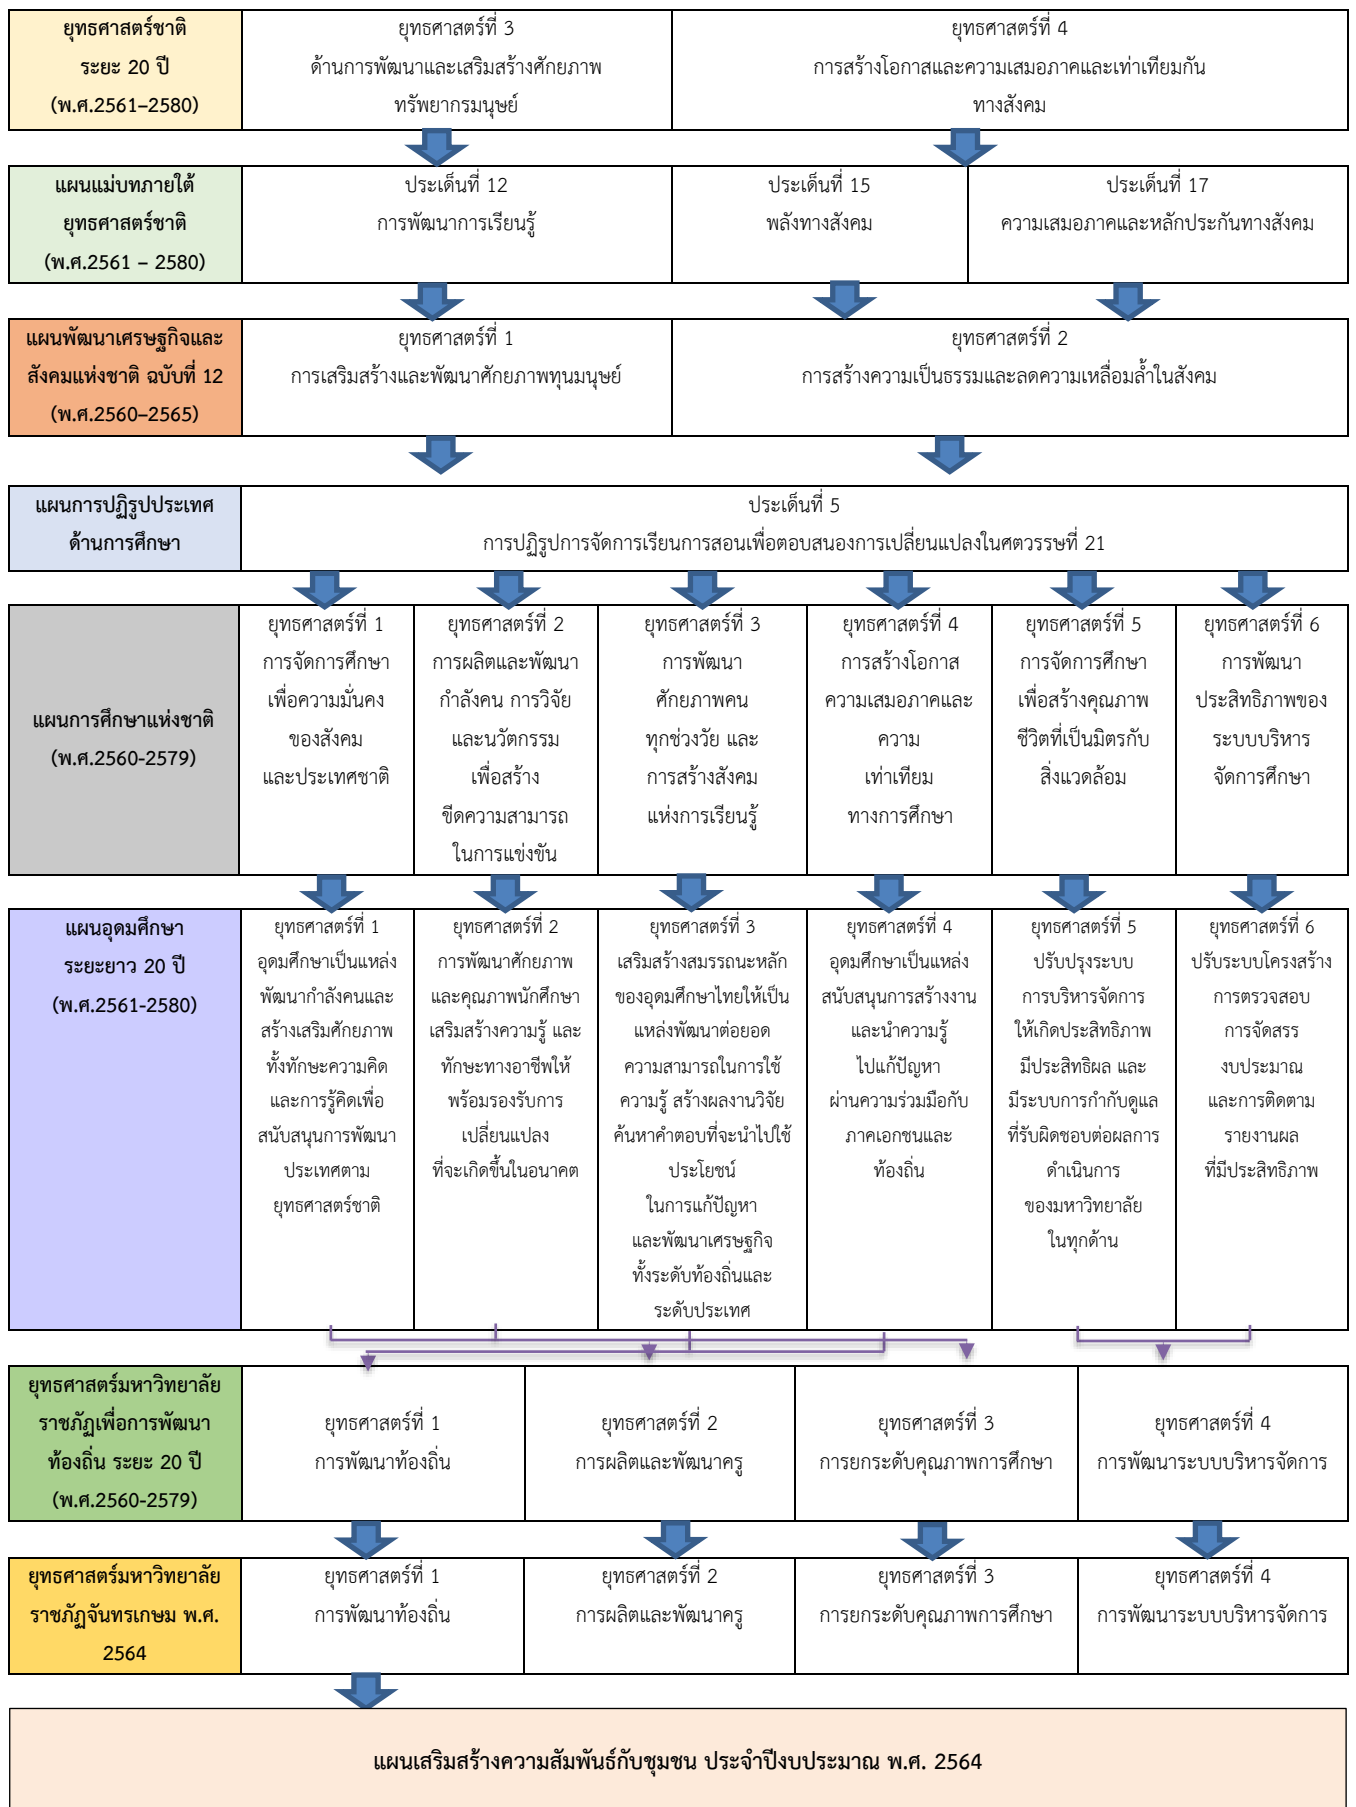 ยุทธศาสตร์ชาติ
ระยะ 20 ปี
(พ.ศ.2561–2580)
ยุทธศาสตร์ที่ 3
ด้านการพัฒนาและเสริมสร้างศักยภาพ
ทรัพยากรมนุษย์
ยุทธศาสตร์ที่ 4
การสร้างโอกาสและความเสมอภาคและเท่าเทียมกัน
ทางสังคม
แผนแม่บทภายใต้
ยุทธศาสตร์ชาติ
(พ.ศ.2561 – 2580)
ประเด็นที่ 12
การพัฒนาการเรียนรู้
ประเด็นที่ 15
พลังทางสังคม
ประเด็นที่ 17
ความเสมอภาคและหลักประกันทางสังคม
แผนพัฒนาเศรษฐกิจและ
สังคมแห่งชาติ ฉบับที่ 12
(พ.ศ.2560–2565)
ยุทธศาสตร์ที่ 1
การเสริมสร้างและพัฒนาศักยภาพทุนมนุษย์
ยุทธศาสตร์ที่ 2
การสร้างความเป็นธรรมและลดความเหลื่อมล้ำในสังคม
แผนการปฏิรูปประเทศ
ด้านการศึกษา
ประเด็นที่ 5
การปฏิรูปการจัดการเรียนการสอนเพื่อตอบสนองการเปลี่ยนแปลงในศตวรรษที่ 21
แผนการศึกษาแห่งชาติ
(พ.ศ.2560-2579)
ยุทธศาสตร์ที่ 1
การจัดการศึกษา
เพื่อความมั่นคง
ของสังคม
และประเทศชาติ
ยุทธศาสตร์ที่ 2
การผลิตและพัฒนา
กำลังคน การวิจัย
และนวัตกรรม
เพื่อสร้าง
ขีดความสามารถ
ในการแข่งขัน
ยุทธศาสตร์ที่ 3
การพัฒนา
ศักยภาพคน
ทุกช่วงวัย และ
การสร้างสังคม
แห่งการเรียนรู้
ยุทธศาสตร์ที่ 4
การสร้างโอกาส
ความเสมอภาคและ
ความ
เท่าเทียม
ทางการศึกษา
ยุทธศาสตร์ที่ 5
การจัดการศึกษา
เพื่อสร้างคุณภาพ
ชีวิตที่เป็นมิตรกับ
สิ่งแวดล้อม
ยุทธศาสตร์ที่ 6
การพัฒนา
ประสิทธิภาพของ
ระบบบริหาร
จัดการศึกษา
แผนอุดมศึกษา
ระยะยาว 20 ปี
(พ.ศ.2561-2580)
ยุทธศาสตร์ที่ 1
อุดมศึกษาเป็นแหล่ง
พัฒนากำลังคนและ
สร้างเสริมศักยภาพ
ทั้งทักษะความคิด
และการรู้คิดเพื่อ
สนับสนุนการพัฒนา
ประเทศตาม
ยุทธศาสตร์ชาติ
ยุทธศาสตร์ที่ 2
การพัฒนาศักยภาพ
และคุณภาพนักศึกษา
เสริมสร้างความรู้ และ
ทักษะทางอาชีพให้
พร้อมรองรับการ
เปลี่ยนแปลง
ที่จะเกิดขึ้นในอนาคต
ยุทธศาสตร์ที่ 3
เสริมสร้างสมรรถนะหลัก
ของอุดมศึกษาไทยให้เป็น
แหล่งพัฒนาต่อยอด
ความสามารถในการใช้
ความรู้ สร้างผลงานวิจัย
ค้นหาคำตอบที่จะนำไปใช้
ประโยชน์
ในการแก้ปัญหา
และพัฒนาเศรษฐกิจ
ทั้งระดับท้องถิ่นและ
ระดับประเทศ
ยุทธศาสตร์ที่ 4
อุดมศึกษาเป็นแหล่ง
สนับสนุนการสร้างงาน
และนำความรู้
ไปแก้ปัญหา
ผ่านความร่วมมือกับ
ภาคเอกชนและ
ท้องถิ่น
ยุทธศาสตร์ที่ 5
ปรับปรุงระบบ
การบริหารจัดการ
ให้เกิดประสิทธิภาพ
มีประสิทธิผล และ
มีระบบการกำกับดูแล
ที่รับผิดชอบต่อผลการ
ดำเนินการ
ของมหาวิทยาลัย
ในทุกด้าน
ยุทธศาสตร์ที่ 6
ปรับระบบโครงสร้าง
การตรวจสอบ
การจัดสรร
งบประมาณ
และการติดตาม
รายงานผล
ที่มีประสิทธิภาพ
ยุทธศาสตร์มหาวิทยาลัย
ราชภัฏเพื่อการพัฒนา
ท้องถิ่น ระยะ 20 ปี
(พ.ศ.2560-2579)
ยุทธศาสตร์ที่ 1
การพัฒนาท้องถิ่น
ยุทธศาสตร์ที่ 2
การผลิตและพัฒนาครู
ยุทธศาสตร์ที่ 3
การยกระดับคุณภาพการศึกษา
ยุทธศาสตร์ที่ 4
การพัฒนาระบบบริหารจัดการ
ยุทธศาสตร์มหาวิทยาลัย
ราชภัฏจันทรเกษม พ.ศ.
2564
ยุทธศาสตร์ที่ 1
การพัฒนาท้องถิ่น
ยุทธศาสตร์ที่ 2
การผลิตและพัฒนาครู
ยุทธศาสตร์ที่ 3
การยกระดับคุณภาพการศึกษา
ยุทธศาสตร์ที่ 4
การพัฒนาระบบบริหารจัดการ
แผนเสริมสร้างความสัมพันธ์กับชุมชน ประจำปีงบประมาณ พ.ศ. 2564